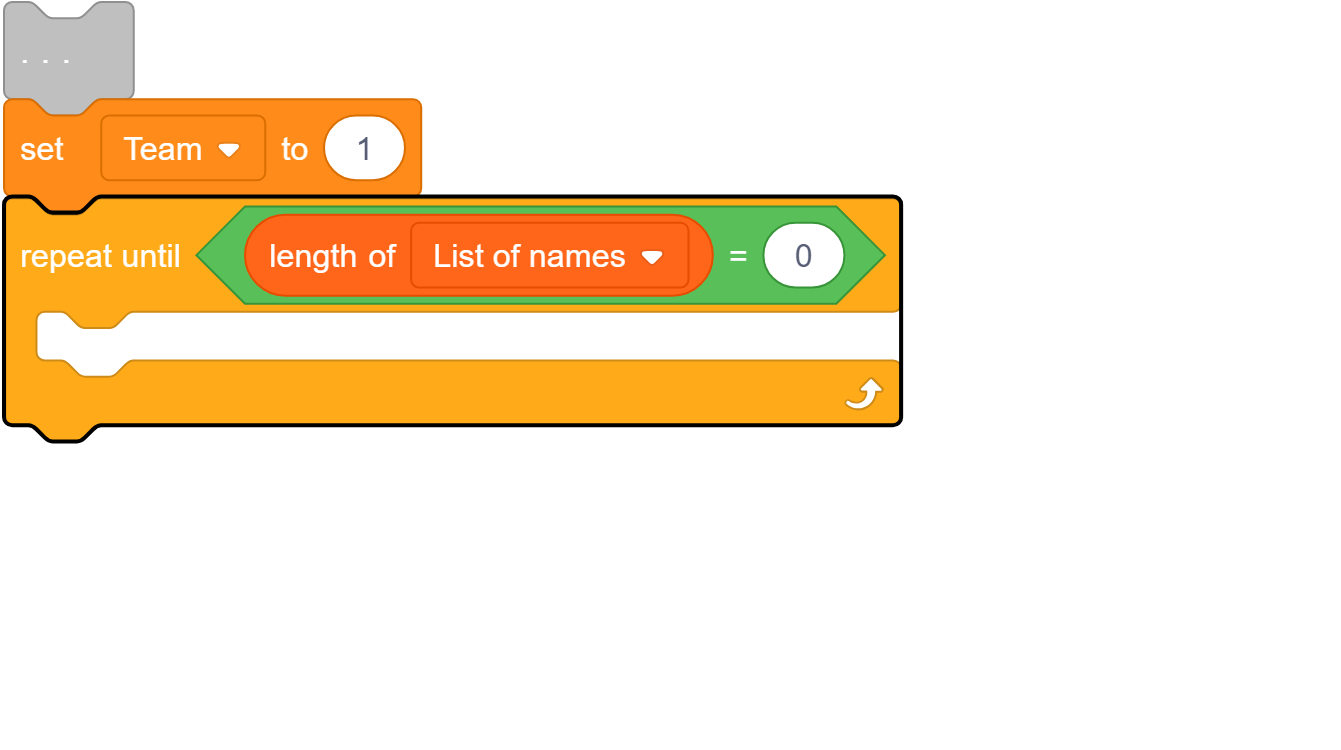 . . .
set Team to 1
repeat until length of List of names = 0